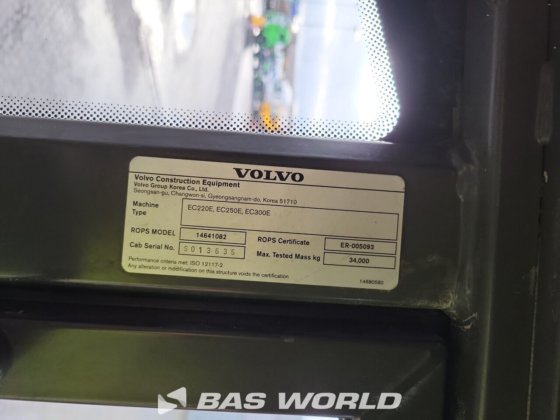 VOLVO
Volvo Construction Equipment
Volvo Group Korea Co., Ltd.
Seongsan-gu, Changwon-si, Gyeongsangnam-do, Korea 51710
Machine Type EC220E, EC250E, EC300E
ROPS MODEL 14641082 ROPS Certificate ER-005093
Cab Serial No. S013635 Max. Tested Mass kg 34,000
Performance criteria met: ISO 12117-2
Any alteration or modification on this structure voids the certification
14680582
BAS WORLD